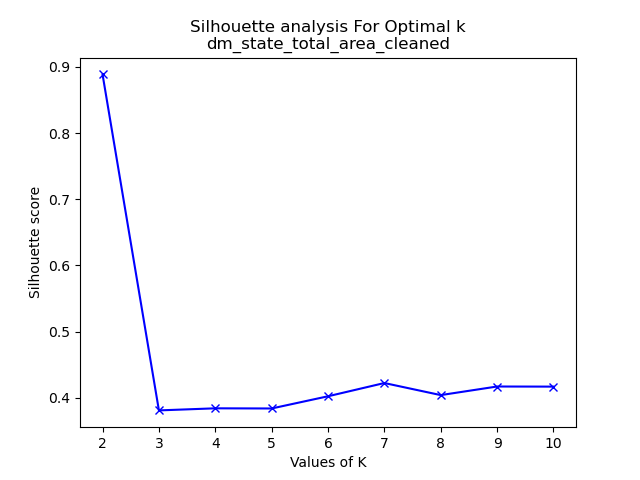 Silhouette analysis For Optimal k
dm_state_total_area_cleaned
0.9
0.8
0.7
0.6
0.5
0.4
Silhouette score
2 3 4 5 6 7 8 9 10
Values of K